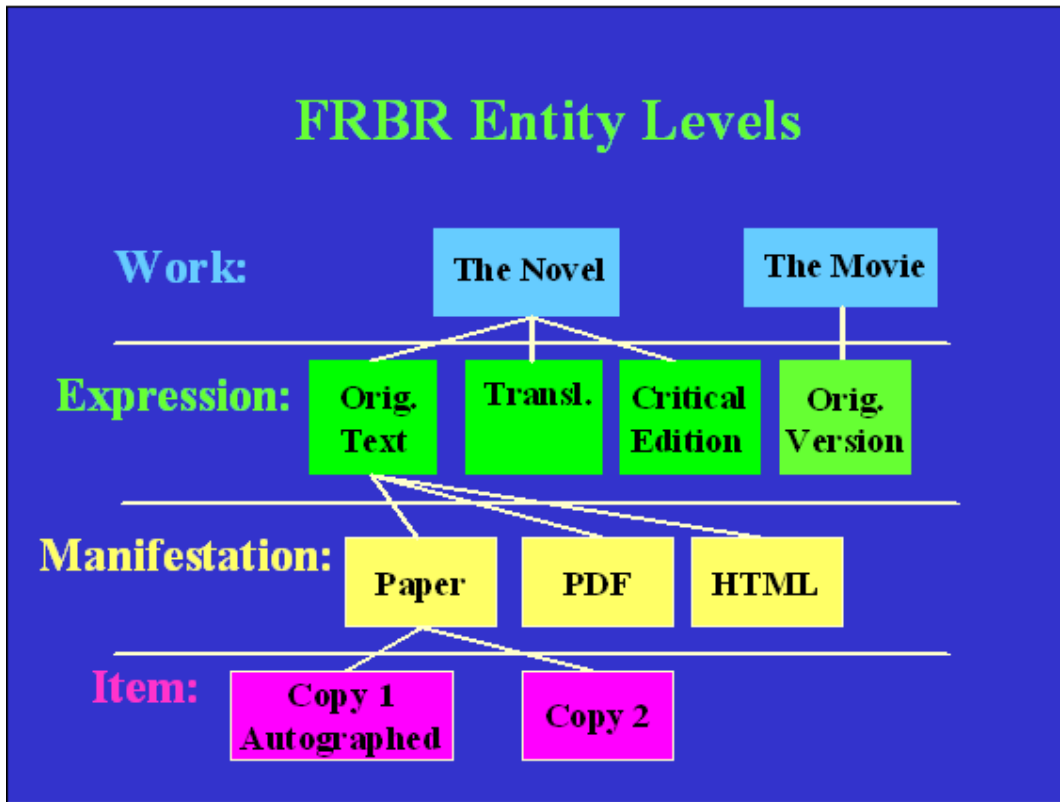 FRBR Entity Levels
Work:
The Novel
The Movie
Expression:
Orig.
Text
Transl.
Critical
Edition
Orig.
Version
Manifestation:
Paper
PDF
HTML
Item:
Copy 1
Autographed
Copy 2